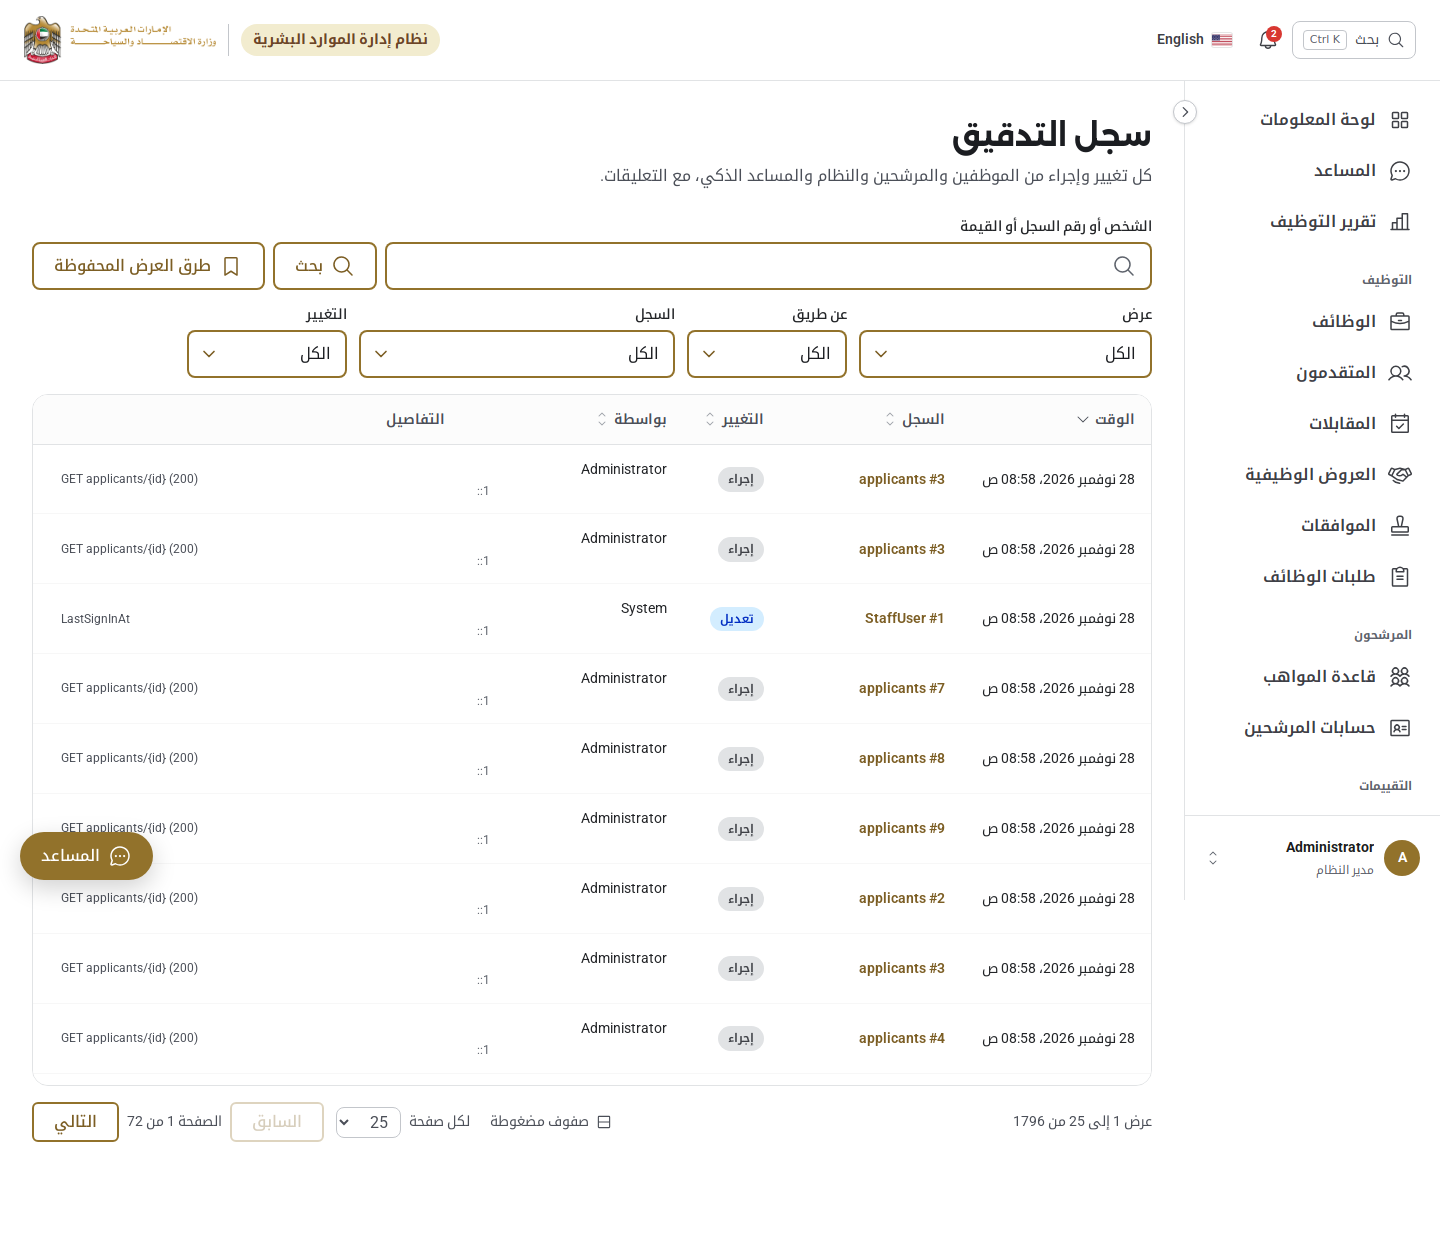 الإمارات العربية المتحدة
وزارة الاقتصاد والسياحة
نظام إدارة الموارد البشرية
English
2
بحث Ctrl K
لوحة المعلومات
المساعد
تقرير التوظيف
التوظيف
الوظائف
المتقدمون
المقابلات
العروض الوظيفية
الموافقات
طلبات الوظائف
المرشحون
قاعدة المواهب
حسابات المرشحين
التقييمات
A
Administrator
مدير النظام
سجل التدقيق
كل تغيير وإجراء من الموظفين والمرشحين والنظام والمساعد الذكي، مع التعليقات.
الشخص أو رقم السجل أو القيمة
بحث
طرق العرض المحفوظة
عرض عن طريق السجل التغيير
الكل الكل الكل الكل
الوقت السجل التغيير بواسطة التفاصيل
28 نوفمبر 2026، 08:58 ص applicants #3 إجراء Administrator GET applicants/{id} (200)
::1
28 نوفمبر 2026، 08:58 ص applicants #3 إجراء Administrator GET applicants/{id} (200)
::1
28 نوفمبر 2026، 08:58 ص StaffUser #1 تعديل System LastSignInAt
::1
28 نوفمبر 2026، 08:58 ص applicants #7 إجراء Administrator GET applicants/{id} (200)
::1
28 نوفمبر 2026، 08:58 ص applicants #8 إجراء Administrator GET applicants/{id} (200)
::1
28 نوفمبر 2026، 08:58 ص applicants #9 إجراء Administrator GET applicants/{id} (200)
::1
28 نوفمبر 2026، 08:58 ص applicants #2 إجراء Administrator GET applicants/{id} (200)
::1
28 نوفمبر 2026، 08:58 ص applicants #3 إجراء Administrator GET applicants/{id} (200)
::1
28 نوفمبر 2026، 08:58 ص applicants #4 إجراء Administrator GET applicants/{id} (200)
::1
المساعد
عرض 1 إلى 25 من 1796
صفوف مضغوطة
لكل صفحة 25
السابق
الصفحة 1 من 72
التالي